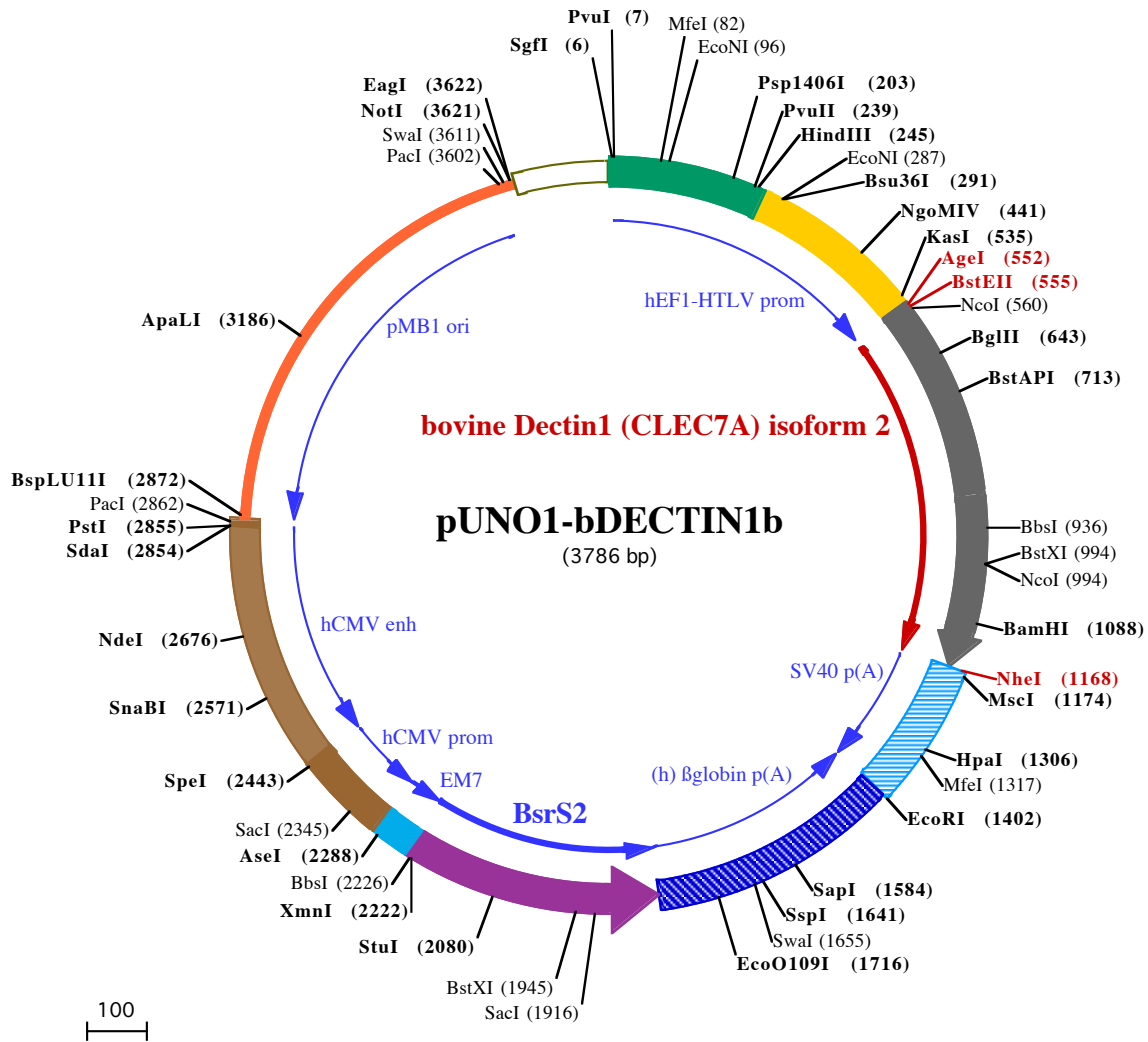 PvuI (7)
SgfI (6)
MfeI (82)
EcoNI (96)
Psp1406I (203)
PvuII (239)
HindIII (245)
EcoNI (287)
Bsu36I (291)
NgoMIV (441)
KasI (535)
AgeI (552)
BstEII (555)
NcoI (560)
BglII (643)
BstAPI (713)
BbsI (936)
BstXI (994)
NcoI (994)
BamHI (1088)
NheI (1168)
MscI (1174)
HpaI (1306)
MfeI (1317)
EcoRI (1402)
SapI (1584)
SspI (1641)
SwaI (1655)
EcoO109I (1716)
SacI (1916)
BstXI (1945)
StuI (2080)
XmnI (2222)
BbsI (2226)
AseI (2288)
SacI (2345)
SpeI (2443)
SnaBI (2571)
NdeI (2676)
SdaI (2854)
PstI (2855)
PacI (2862)
BspLU11I (2872)
ApaLI (3186)
PacI (3602)
SwaI (3611)
NotI (3621)
EagI (3622)
hEF1-HTLV prom
pMB1 ori
bovine Dectin1 (CLEC7A) isoform 2
pUNO1-bDECTIN1b
(3786 bp)
hCMV enh
SV40 p(A)
hCMV prom
(h) ßglobin p(A)
EM7
BsrS2
100